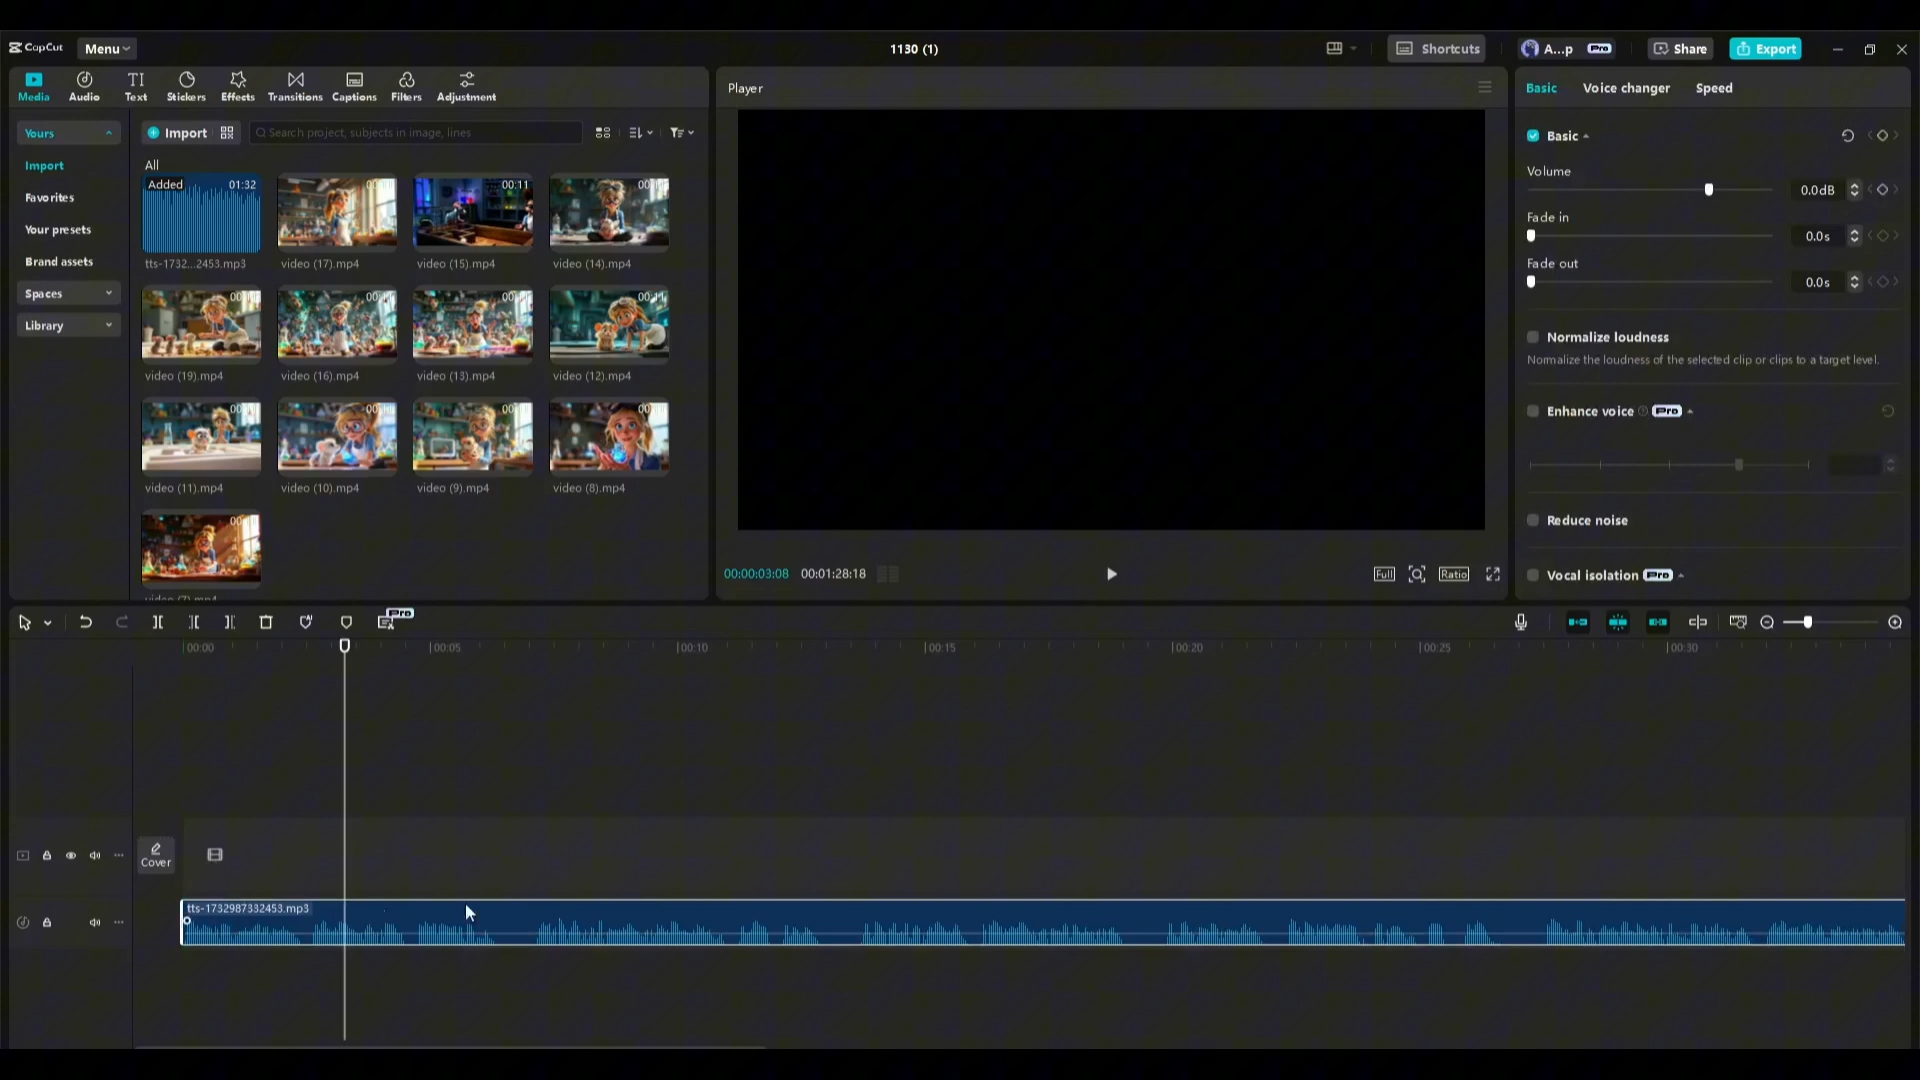 CapCut
Menu
1130 (1)
Shortcuts
A...p
Pro
Share
Export
Media
Audio
Text
Stickers
Effects
Transitions
Captions
Filters
Adjustment
Player
Basic
Voice changer
Speed
Yours
Import
Favorites
Your presets
Brand assets
Spaces
Library
Import
Search project, subjects in image, lines
All
Added
01:32
00:11
tts-1732...2453.mp3
video (17).mp4
video (15).mp4
video (14).mp4
00:11
video (19).mp4
video (16).mp4
video (13).mp4
video (12).mp4
video (11).mp4
video (10).mp4
video (9).mp4
video (8).mp4
00:00:03:08
00:01:28:18
Full
Ratio
Basic
Volume
0.0dB
Fade in
0.0s
Fade out
0.0s
Normalize loudness
Normalize the loudness of the selected clip or clips to a target level.
Enhance voice
Pro
Reduce noise
Vocal isolation
Pro
Pro
00:00
00:05
00:10
00:15
00:20
00:25
00:30
Cover
tts-1732987332453.mp3